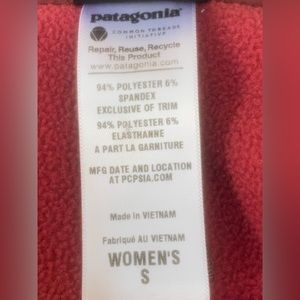 patagonia
COMMON THREADS
INITIATIVE
Repair, Reuse, Recycle
This Product
www.patagonia.com
94% POLYESTER 6%
SPANDEX
EXCLUSIVE OF TRIM
94% POLYESTER 6%
ELASTHANNE
A PART LA GARNITURE
MFG DATE AND LOCATION
AT PCPSIA.COM
Made in VIETNAM
Fabriqué AU VIETNAM
WOMEN'S
S